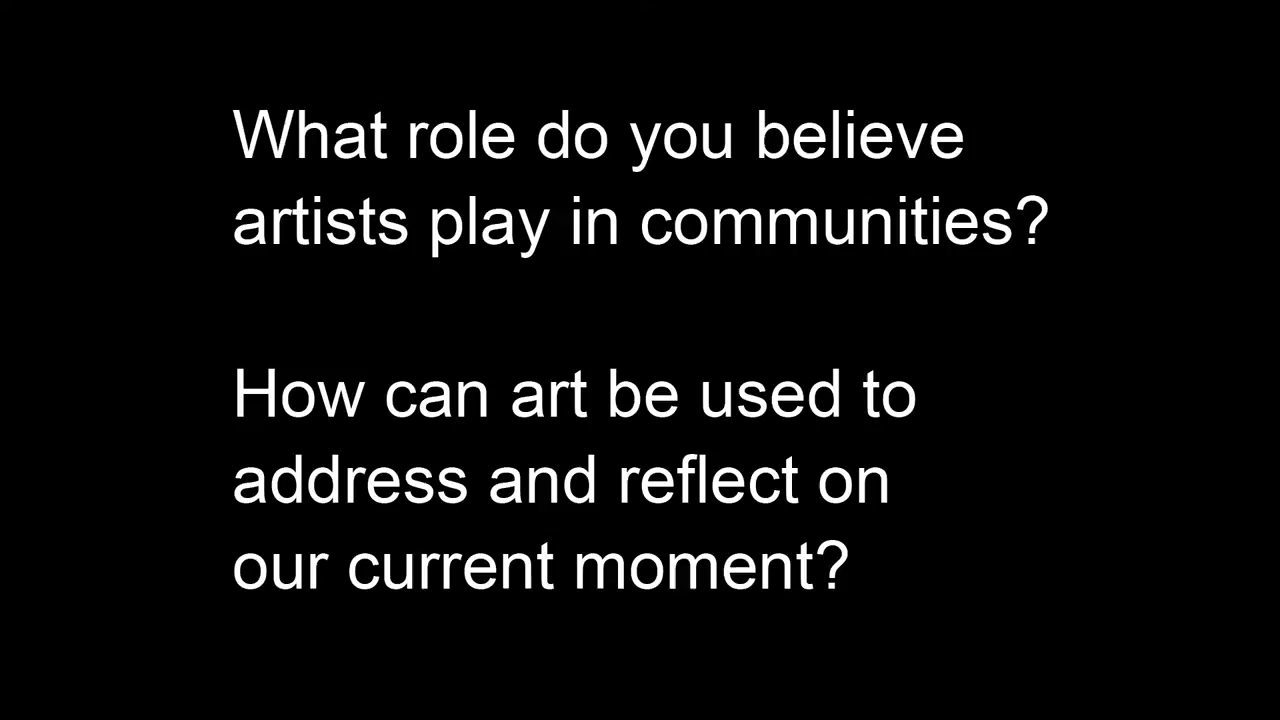 What role do you believe
artists play in communities?
How can art be used to
address and reflect on
our current moment?